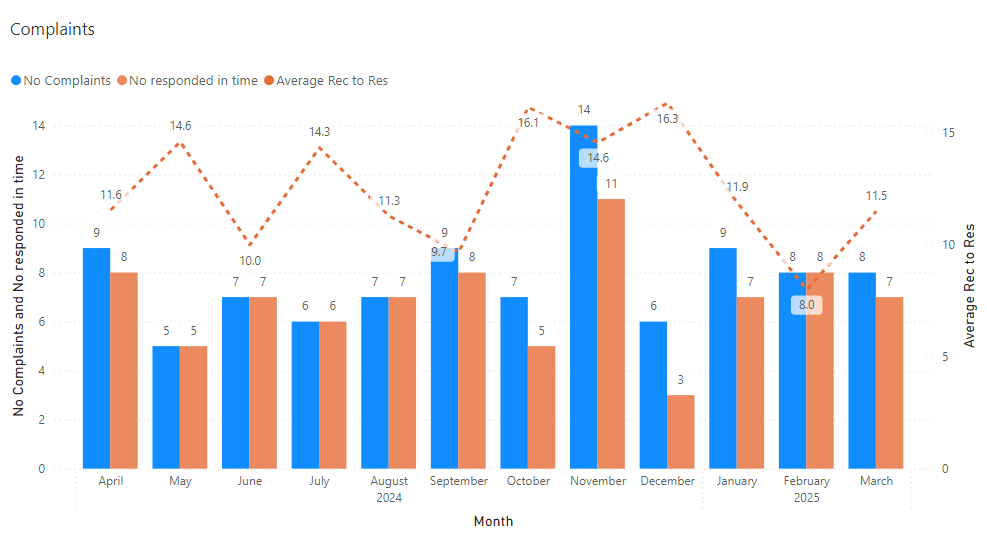 Complaints
No Complaints No responded in time Average Rec to Res
No Complaints and No responded in time
14
12
10
8
6
4
2
0
11.6 14.6 10.0 14.3 11.3 9.7 16.1 14.6 16.3 11.9 8.0 11.5
9 8 5 5 7 7 6 6 7 7 9 8 7 5 14 11 6 3 9 7 8 8 8 7
15
10
5
0
Average Rec to Res
April May June July August September October November December January February March
2024 2025
Month